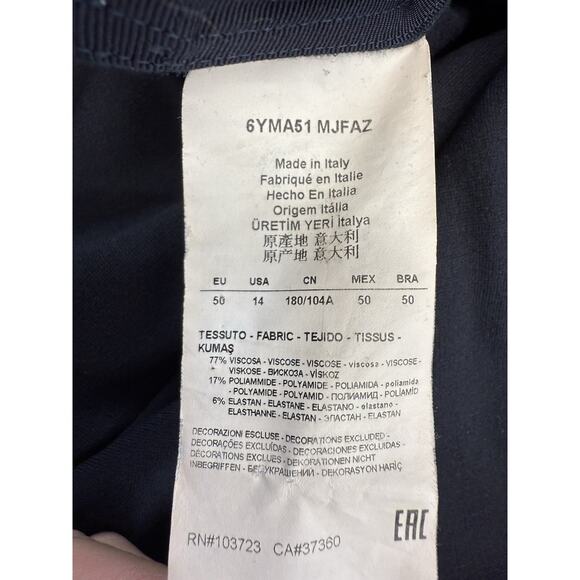 6YMA51 MJFAZ
Made in Italy
Fabriqué en Italie
Hecho En Italia
Origem Itália
ÜRETİM YERİ İtalya
原產地 意大利
原产地 意大利
EU USA CN MEX BRA
50 14 180/104A 50 50
TESSUTO - FABRIC - TEJIDO - TISSUS -
KUMAŞ
77% VISCOSA - VISCOSE - VISCOSE - viscosa - VISCOSE -
VISKOSE - ВИСКОЗА - VİSKOZ
17% POLIAMMIDE - POLYAMIDE - POLIAMIDA - poliamida
- POLYAMIDE - POLYAMID - ПОЛИАМИД - POLİAMİD
6% ELASTAN - ELASTANE - ELASTANO - elastano -
ELASTHANNE - ELASTAN - ЭЛАСТАН - ELASTAN
DECORAZIONI ESCLUSE - DECORATIONS EXCLUDED -
DECORAÇÕES EXCLUÍDAS - DECORACIONES EXCLUIDAS -
DÉCORATIONS EXCLUES - DEKORATIONEN NICHT
INBEGRIFFEN - БЕЗ УКРАШЕНИЙ - DEKORASYON HARİÇ
RN#103723 CA#37360
EAC